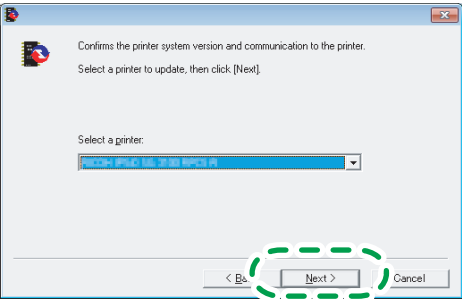 Confirms the printer system version and communication to the printer.
Select a printer to update, then click [Next].
Select a printer:
< Ba
Next >
Cancel